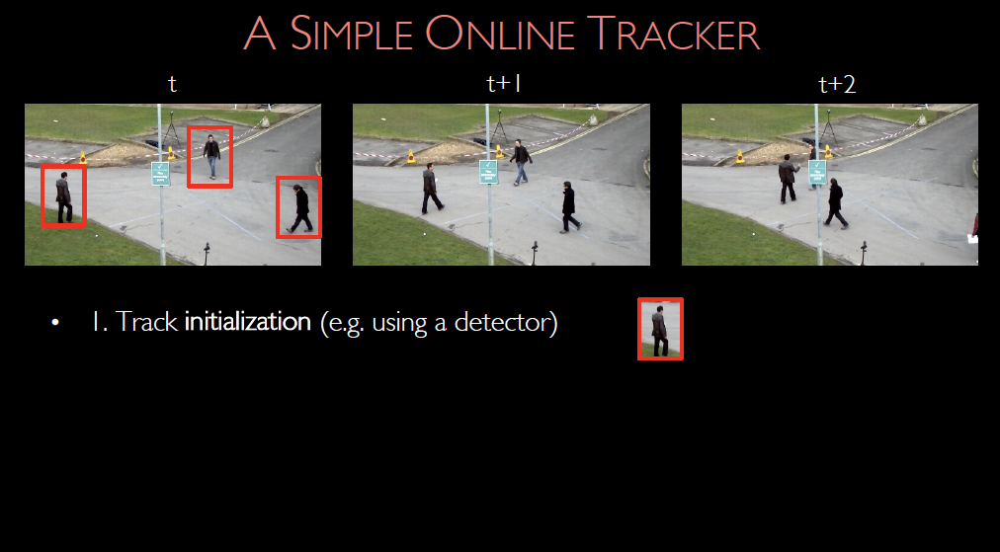 A SIMPLE ONLINE TRACKER
t
t+1
t+2
• 1. Track initialization (e.g. using a detector)